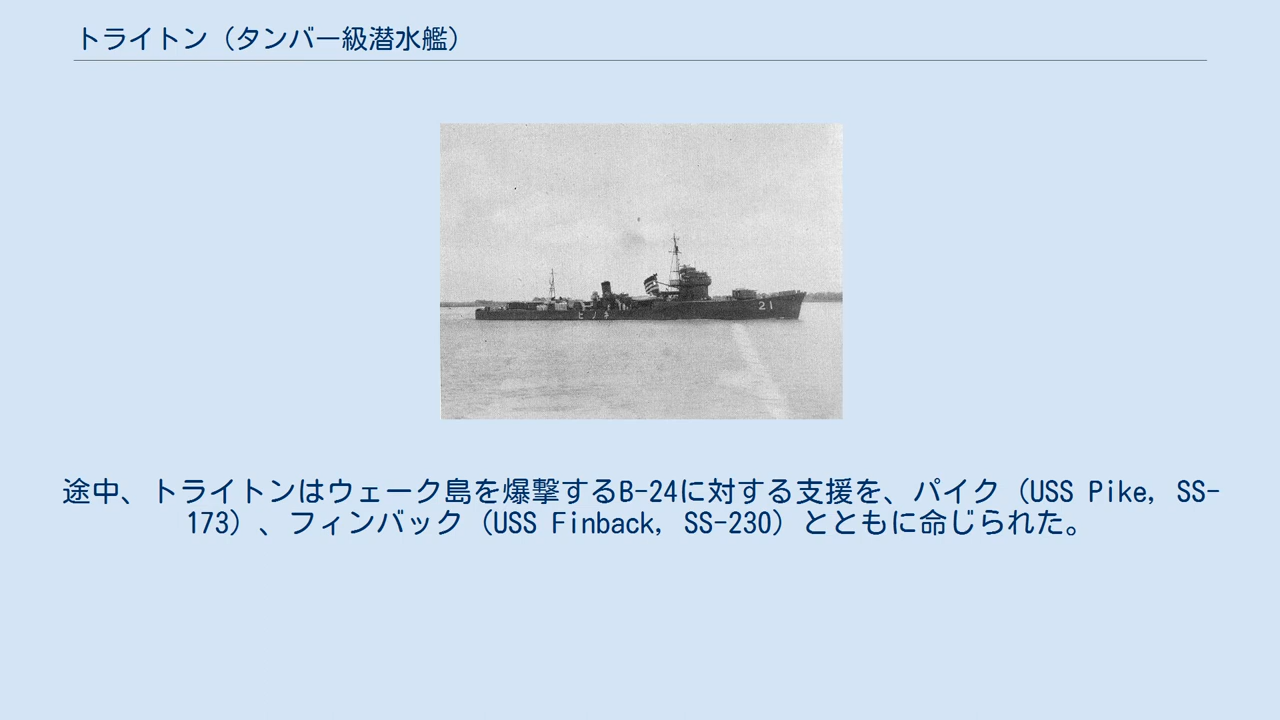 トライトン（タンバー級潜水艦）
21
途中、トライトンはウェーク島を爆撃するB-24に対する支援を、パイク（USS Pike, SS-
173）、フィンバック（USS Finback, SS-230）とともに命じられた。